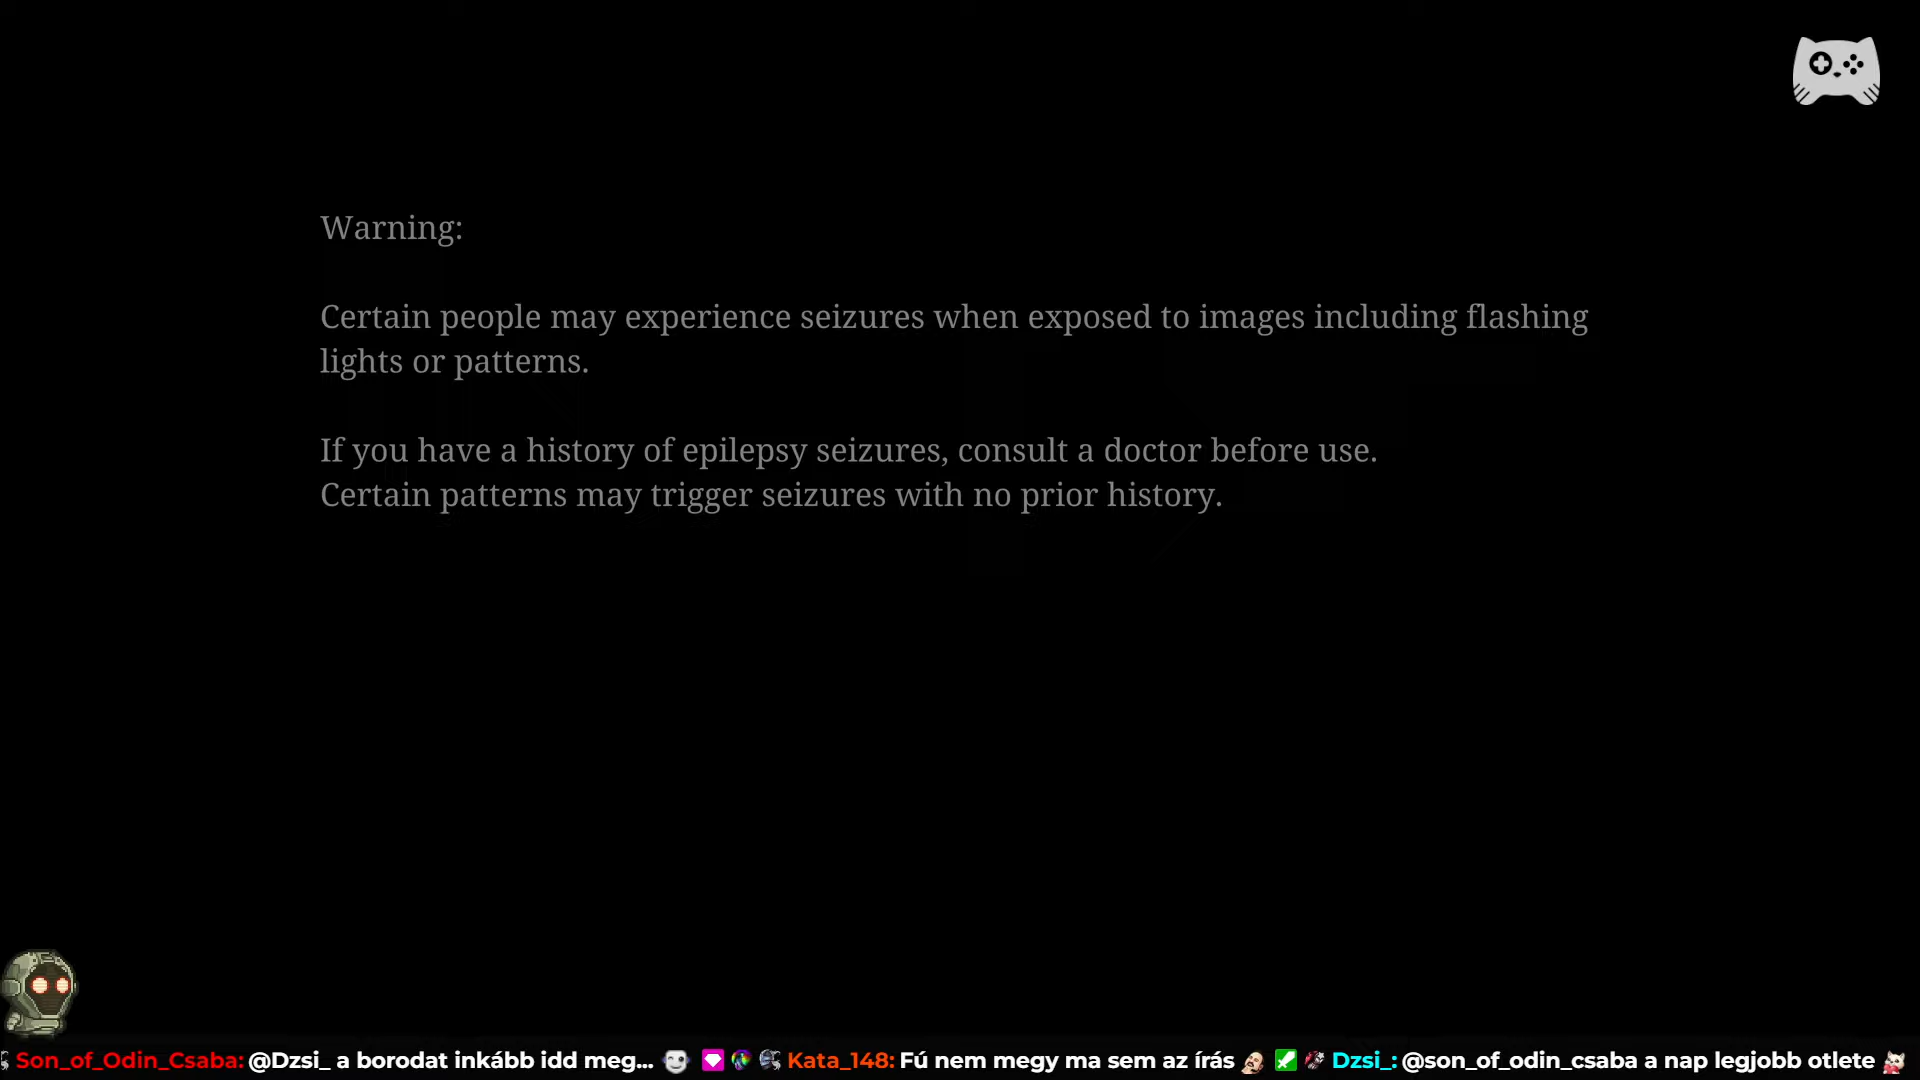 Warning:
Certain people may experience seizures when exposed to images including flashing
lights or patterns.
If you have a history of epilepsy seizures, consult a doctor before use.
Certain patterns may trigger seizures with no prior history.
Son_of_Odin_Csaba: @Dzsi_ a borodat inkább idd meg... Kata_148: Fú nem megy ma sem az írás Dzsi_: @son_of_odin_csaba a nap legjobb otlete